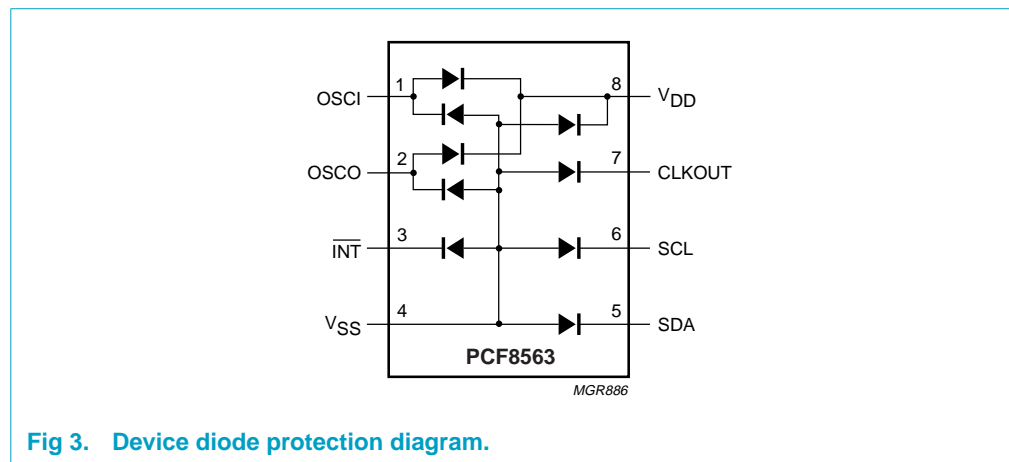 OSCI 1 8 VDD
OSCO 2 7 CLKOUT
INT 3 6 SCL
VSS 4 5 SDA
PCF8563
MGR886
Fig 3. Device diode protection diagram.